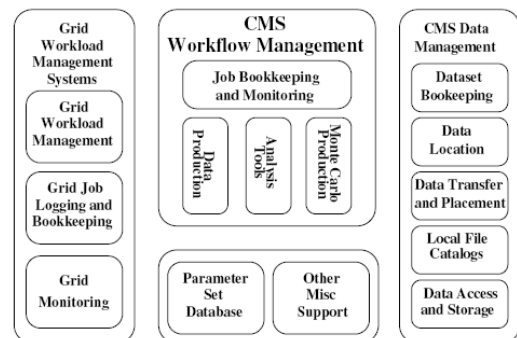 Grid
Workload
Management
Systems
Grid
Workload
Management
Grid Job
Logging and
Bookkeeping
Grid
Monitoring
CMS
Workflow Management
Job Bookkeeping
and Monitoring
Data
Production
Analysis
Tools
Monte Carlo
Production
Parameter
Set
Database
Other
Misc
Support
CMS Data
Management
Dataset
Bookeeping
Data
Location
Data Transfer
and Placement
Local File
Catalogs
Data Access
and Storage